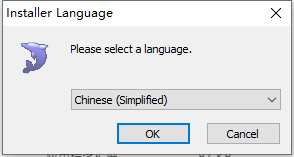 Installer Language
Please select a language.
Chinese (Simplified)
OK
Cancel